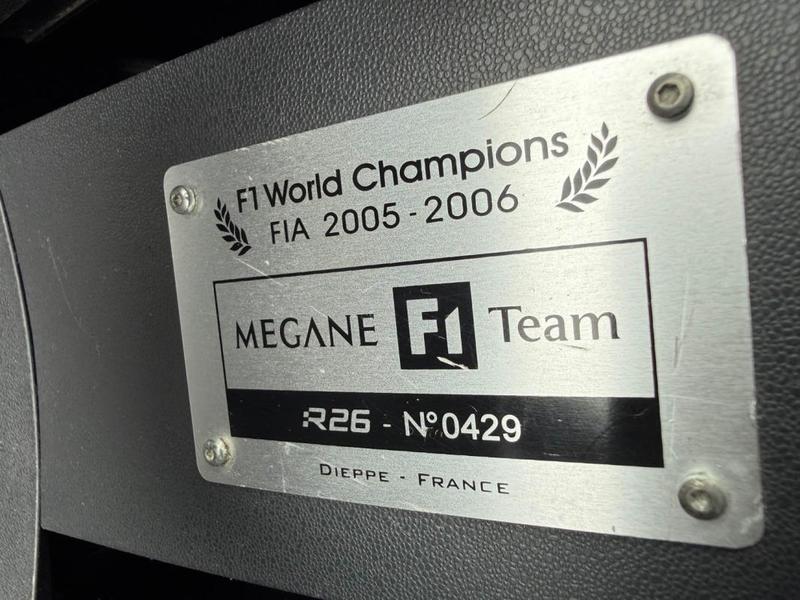 F1 World Champions
FIA 2005 - 2006
MEGANE F1 Team
R26 - N°0429
DIEPPE - FRANCE